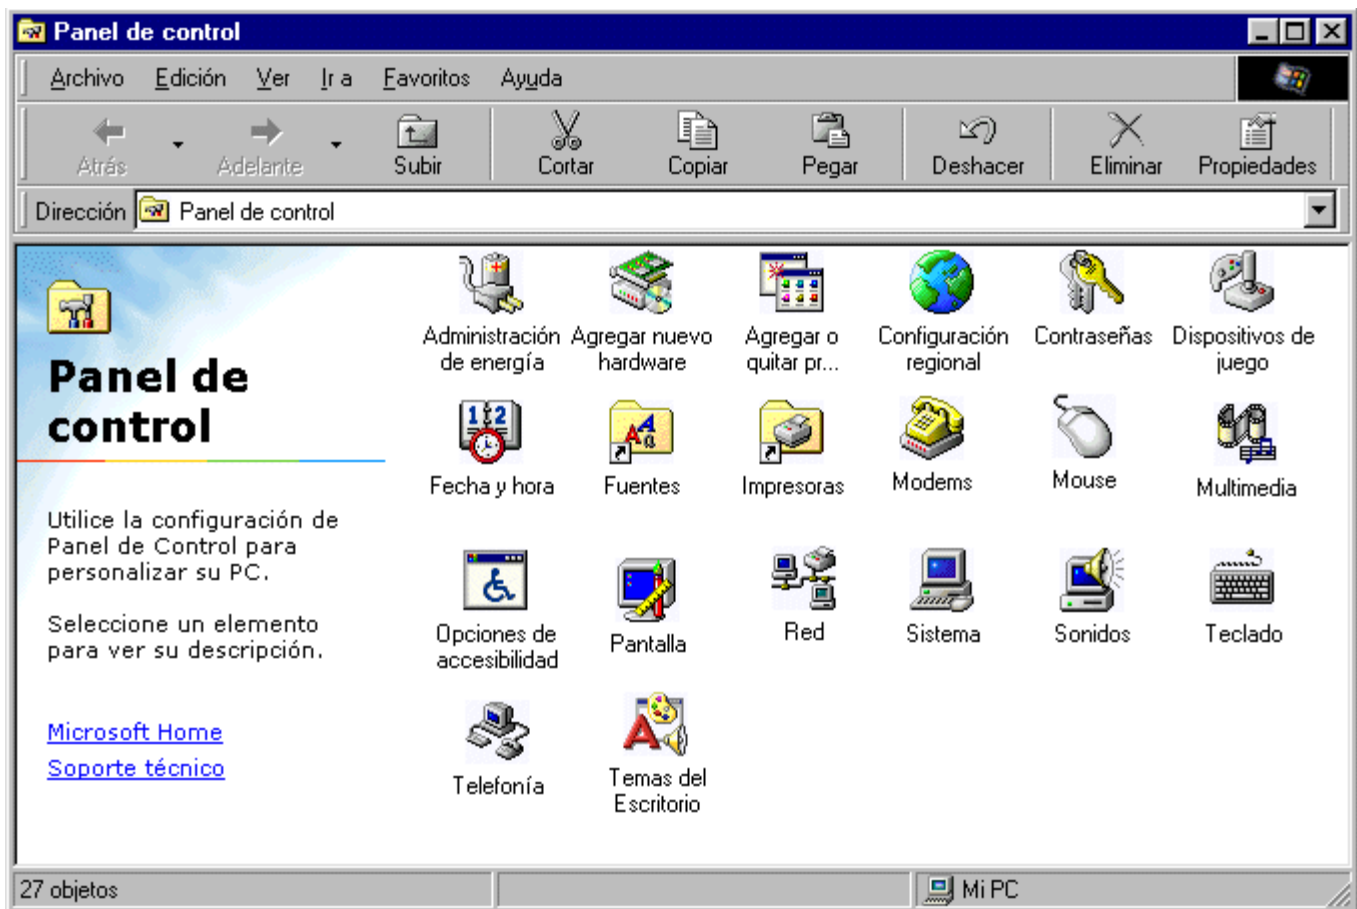 Panel de control
Archivo Edición Ver Ir a Favoritos Ayuda
Atrás Adelante Subir Cortar Copiar Pegar Deshacer Eliminar Propiedades
Dirección Panel de control
Panel de
control
Utilice la configuración de
Panel de Control para
personalizar su PC.
Seleccione un elemento
para ver su descripción.
Microsoft Home
Soporte técnico
Administración Agregar nuevo Agregar o Configuración Contraseñas Dispositivos de
de energía hardware quitar pr... regional juego
12
Fecha y hora Fuentes Impresoras Modems Mouse Multimedia
Opciones de Pantalla Red Sistema Sonidos Teclado
accesibilidad
Telefonía Temas del
Escritorio
27 objetos Mi PC